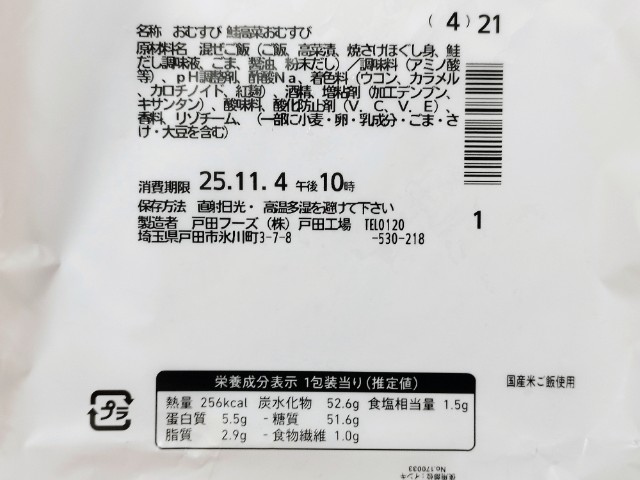 (4) 21
名称 おむすび 鮭高菜おむすび
原材料名 混ぜご飯（ご飯、高菜漬、焼さけほぐし身、鮭
だし調味液、ごま、醤油、粉末だし）／調味料（アミノ酸
等）、pH調整剤、酢酸Na、着色料（ウコン、カラメル
、カロチノイド、紅麹）、酒精、増粘剤（加工デンプン、
キサンタン）、酸味料、酸化防止剤（V．C、V．E）、
香料、リゾチーム、（一部に小麦・卵・乳成分・ごま・さ
け・大豆を含む）
消費期限 25.11. 4 午後10時
保存方法 直射日光・ 高温多湿を避けて下さい
製造者 戸田フーズ（株）戸田工場 TEL0120
埼玉県戸田市氷川町3-7-8 -530-218
1
栄養成分表示 1包装当り（推定値）
熱量 256kcal 炭水化物 52.6g 食塩相当量 1.5g
蛋白質 5.5g - 糖質 51.6g
脂質 2.9g - 食物繊維 1.0g
国産米ご飯使用
プラ
使用部位：インキ
No.170033